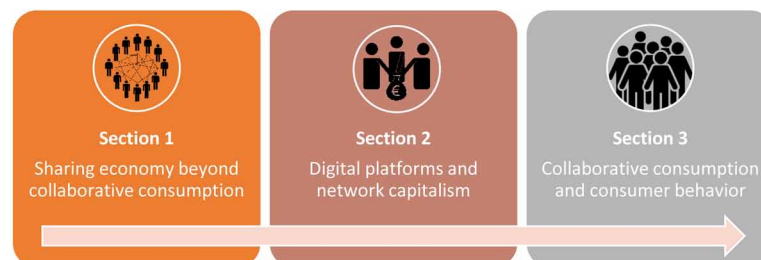 Section 1
Sharing economy beyond
collaborative consumption
€
Section 2
Digital platforms and
network capitalism
Section 3
Collaborative consumption
and consumer behavior